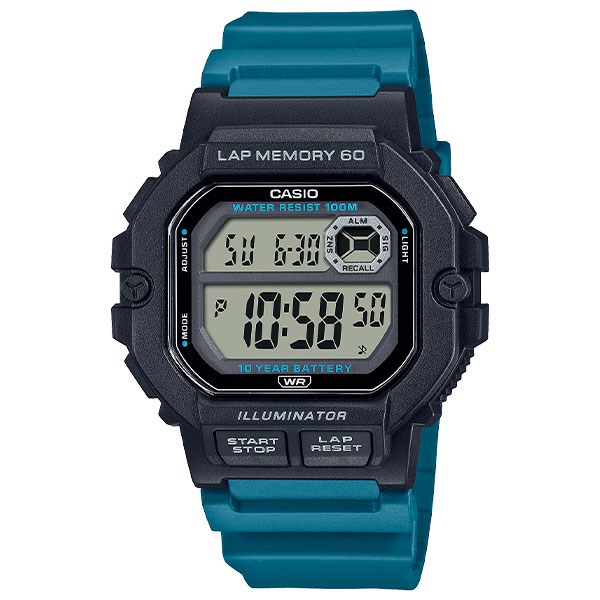 LAP MEMORY 60
CASIO
WATER RESIST 100M
ALM
SNZ
SIG
RECALL
ADJUST
LIGHT
SU 6-30
P 10:58 50
MODE
10 YEAR BATTERY
WR
ILLUMINATOR
START STOP
LAP RESET